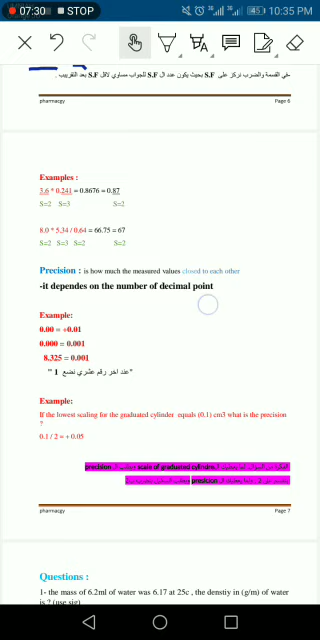 07:30 STOP 45 10:35 PM
-في القسمة والضرب نركز على S.F بحيث يكون عدد ال S.F للجواب مساوي لاقل S.F بعد التقريب .
pharmacgy Page 6
Examples :
3.6 * 0.241 = 0.8676 = 0.87
S=2 S=3 S=2
8.0 * 5.34 / 0.64 = 66.75 = 67
S=2 S=3 S=2 S=2
Precision : is how much the measured values closed to each other
-it dependes on the number of decimal point
Example:
0.00 = +0.01
0.000 = 0.001
8.325 = 0.001
"عند اخر رقم عشري نضع 1 "
Example:
If the lowest scaling for the graduated cylinder equals (0,1) cm3 what is the precision
?
0.1 / 2 = + 0.05
scale of graduated cylinder precision
precision
pharmacgy Page 7
Questions :
1- the mass of 6.2ml of water was 6.17 at 25c , the denstiy in (g/m) of water
is ? (use sig)